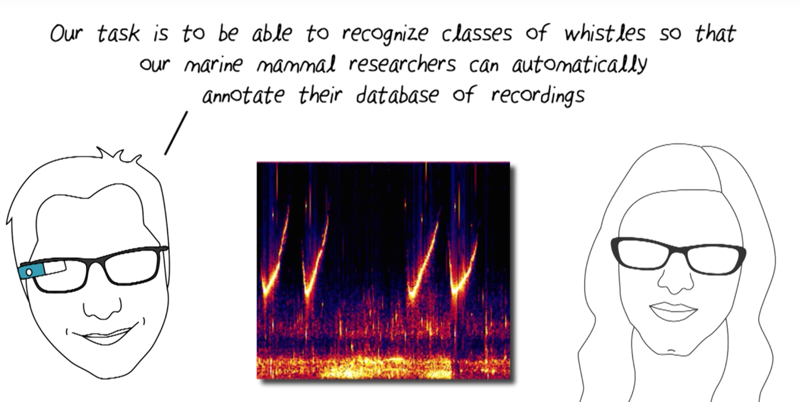 Our task is to be able to recognize classes of whistles so that
our marine mammal researchers can automatically
annotate their database of recordings